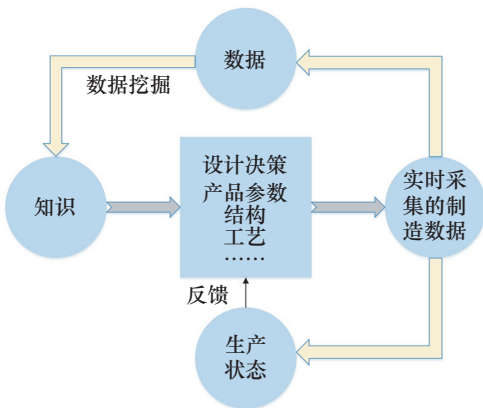 数据
数据挖掘
知识
设计决策
产品参数
结构
工艺
……
实时采
集的制
造数据
反馈
生产
状态